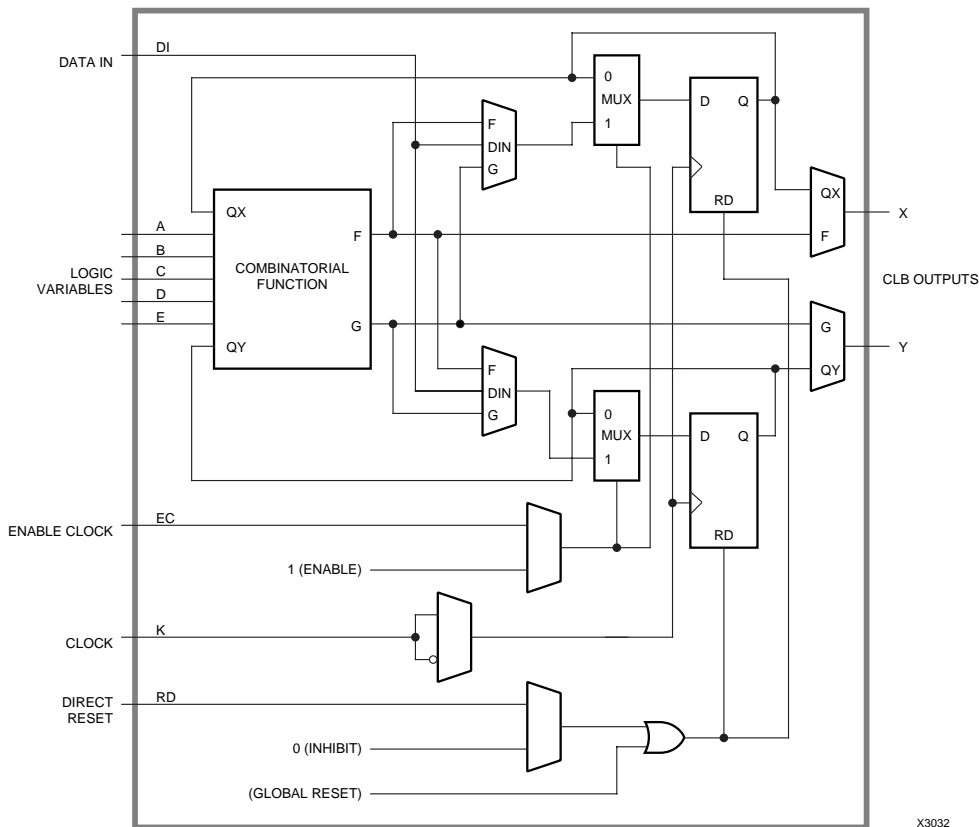 DI
DATA IN
0
MUX
1
D
Q
RD
F
DIN
G
QX
F
X
QX
A
B
C
D
E
QY
LOGIC
VARIABLES
COMBINATORIAL
FUNCTION
F
G
CLB OUTPUTS
G
QY
Y
F
DIN
G
0
MUX
1
D
Q
RD
ENABLE CLOCK
EC
1 (ENABLE)
CLOCK
K
DIRECT
RESET
RD
0 (INHIBIT)
(GLOBAL RESET)
X3032